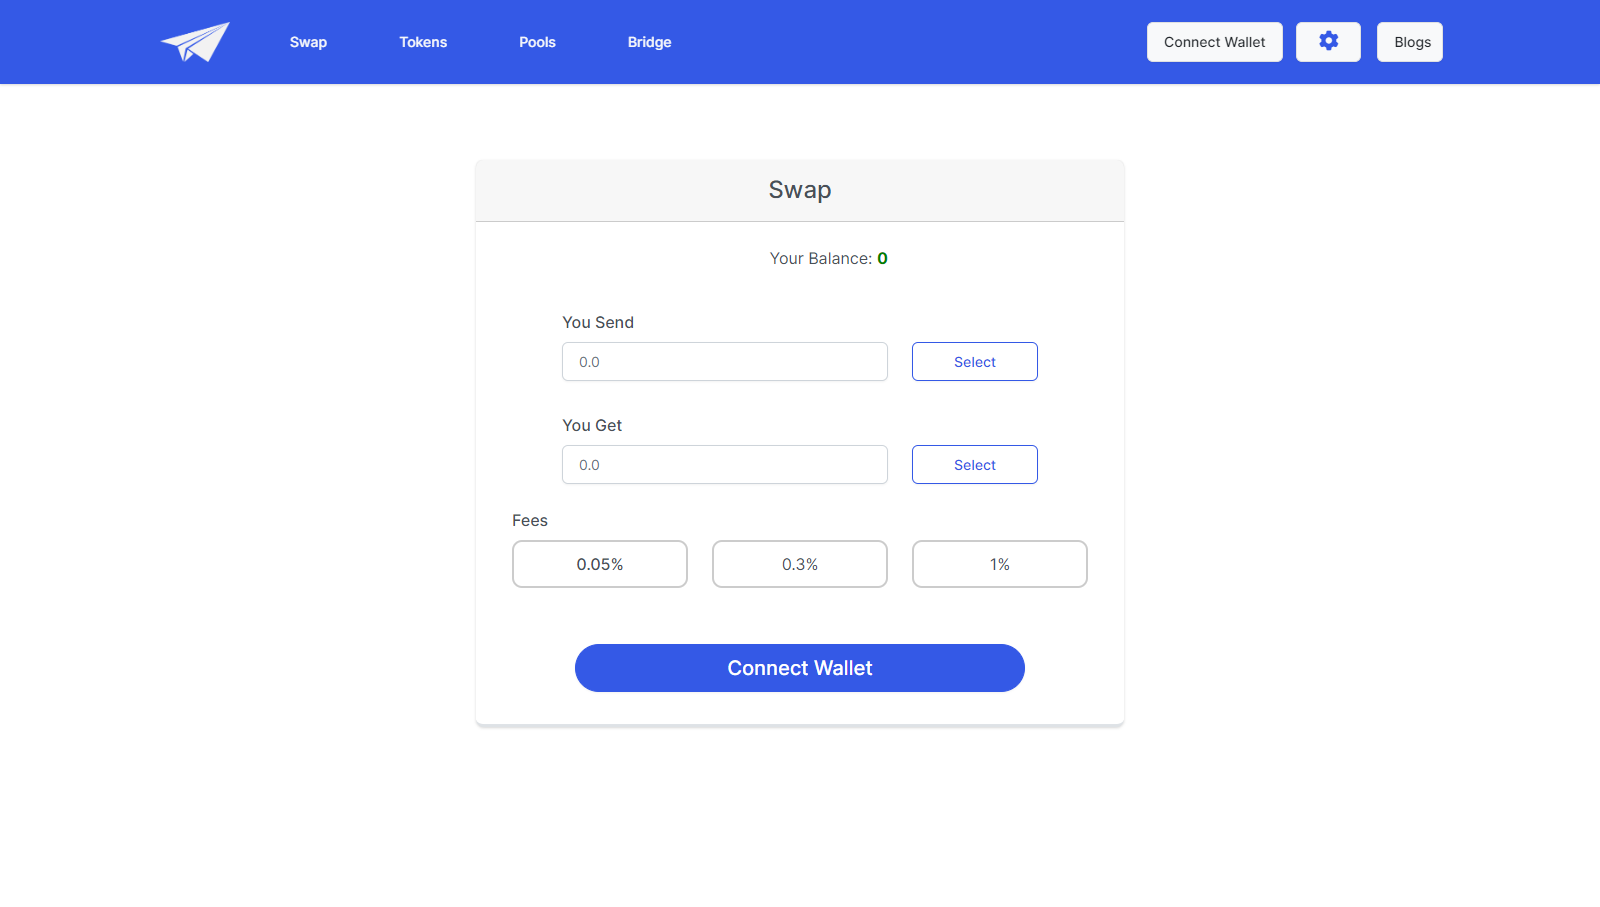 Swap Tokens Pools Bridge Connect Wallet Blogs
Swap
Your Balance: 0
You Send
0.0 Select
You Get
0.0 Select
Fees
0.05% 0.3% 1%
Connect Wallet